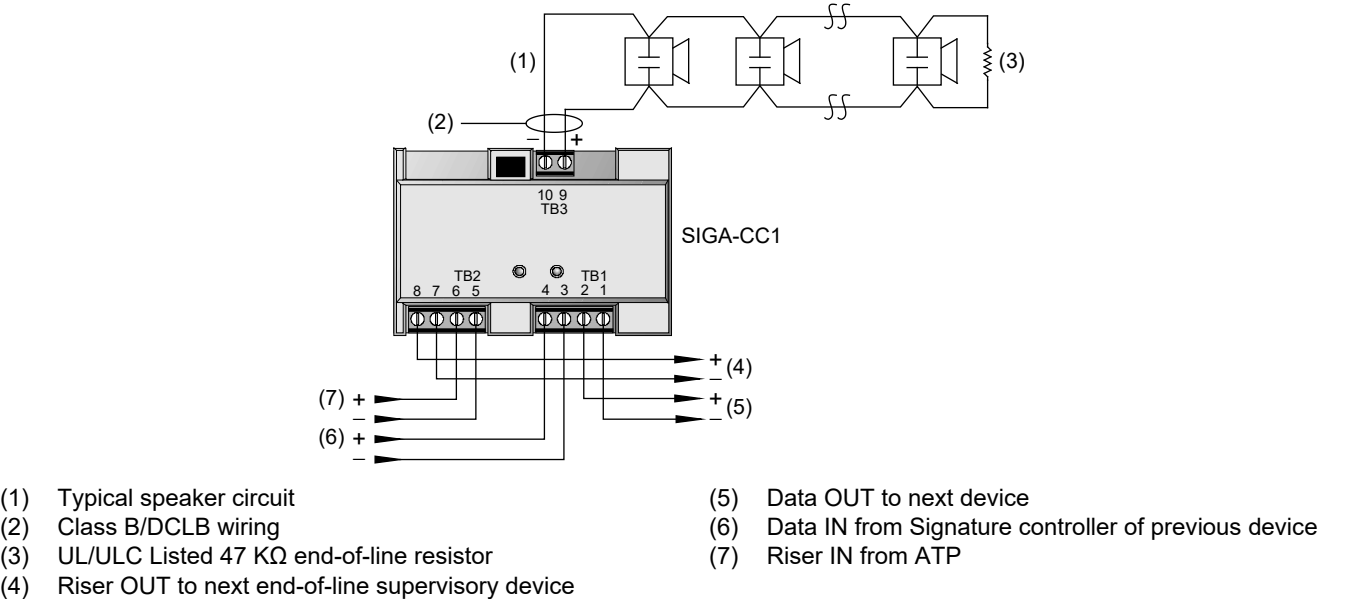 (1)
(3)
(2)
– +
10 9
TB3
SIGA-CC1
TB2
8 7 6 5
TB1
4 3 2 1
+
(4)
–
(7) +
–
+
(5)
–
(6) +
–
(1) Typical speaker circuit
(2) Class B/DCLB wiring
(3) UL/ULC Listed 47 KΩ end-of-line resistor
(4) Riser OUT to next end-of-line supervisory device
(5) Data OUT to next device
(6) Data IN from Signature controller of previous device
(7) Riser IN from ATP